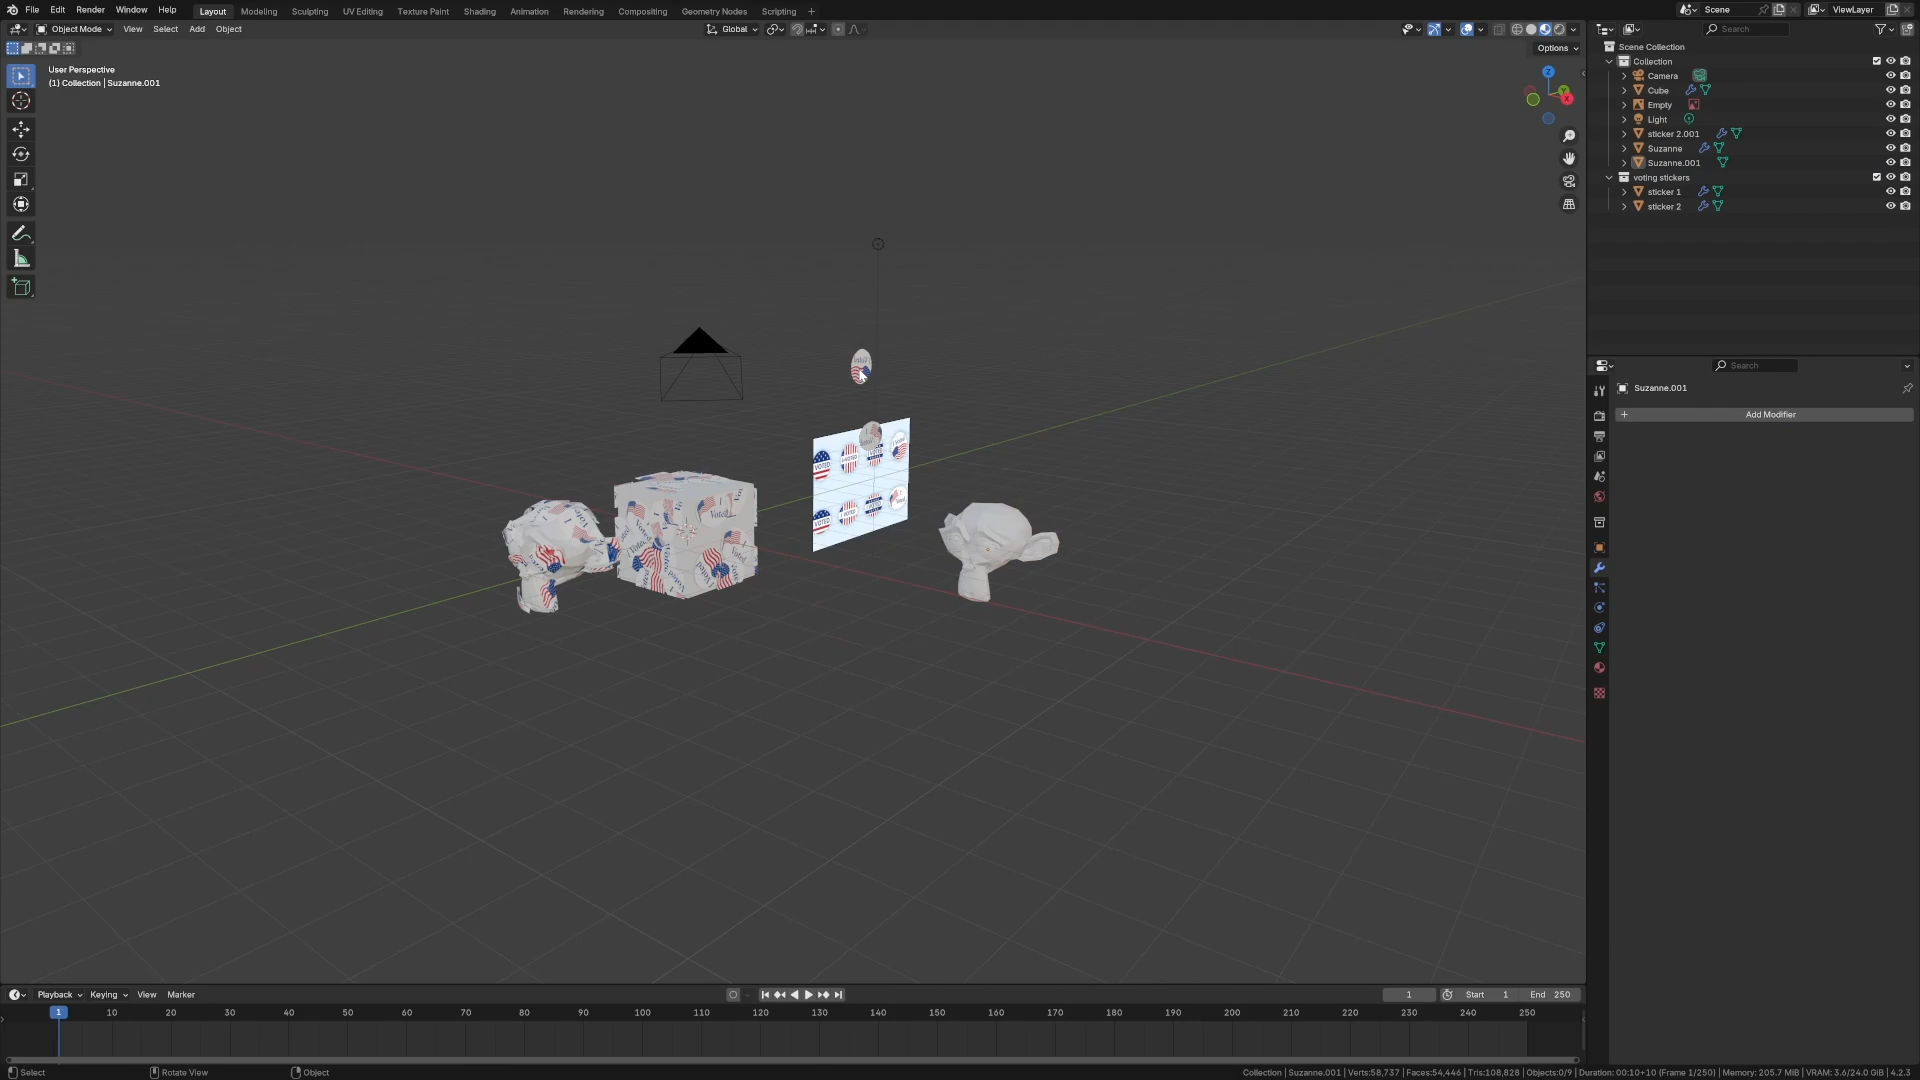 File Edit Render Window Help Layout Modeling Sculpting UV Editing Texture Paint Shading Animation Rendering Compositing Geometry Nodes Scripting + Scene ViewLayer
Object Mode View Select Add Object Global Search
Options
User Perspective
(1) Collection | Suzanne.001
Scene Collection
Collection
Camera
Cube
Empty
Light
sticker 2.001
Suzanne
Suzanne.001
voting stickers
sticker 1
sticker 2
Z
Y
X
VOTED
I VOTED
Voted
Search
Suzanne.001
+ Add Modifier
Playback Keying View Marker 1 Start 1 End 250
1 10 20 30 40 50 60 70 80 90 100 110 120 130 140 150 160 170 180 190 200 210 220 230 240 250
Select Rotate View Object Collection | Suzanne.001 | Verts:58,737 | Faces:54,446 | Tris:108,828 | Objects:0/9 | Duration: 00:10+10 (Frame 1/250) | Memory: 205.7 MiB | VRAM: 3.6/24.0 GiB | 4.2.3